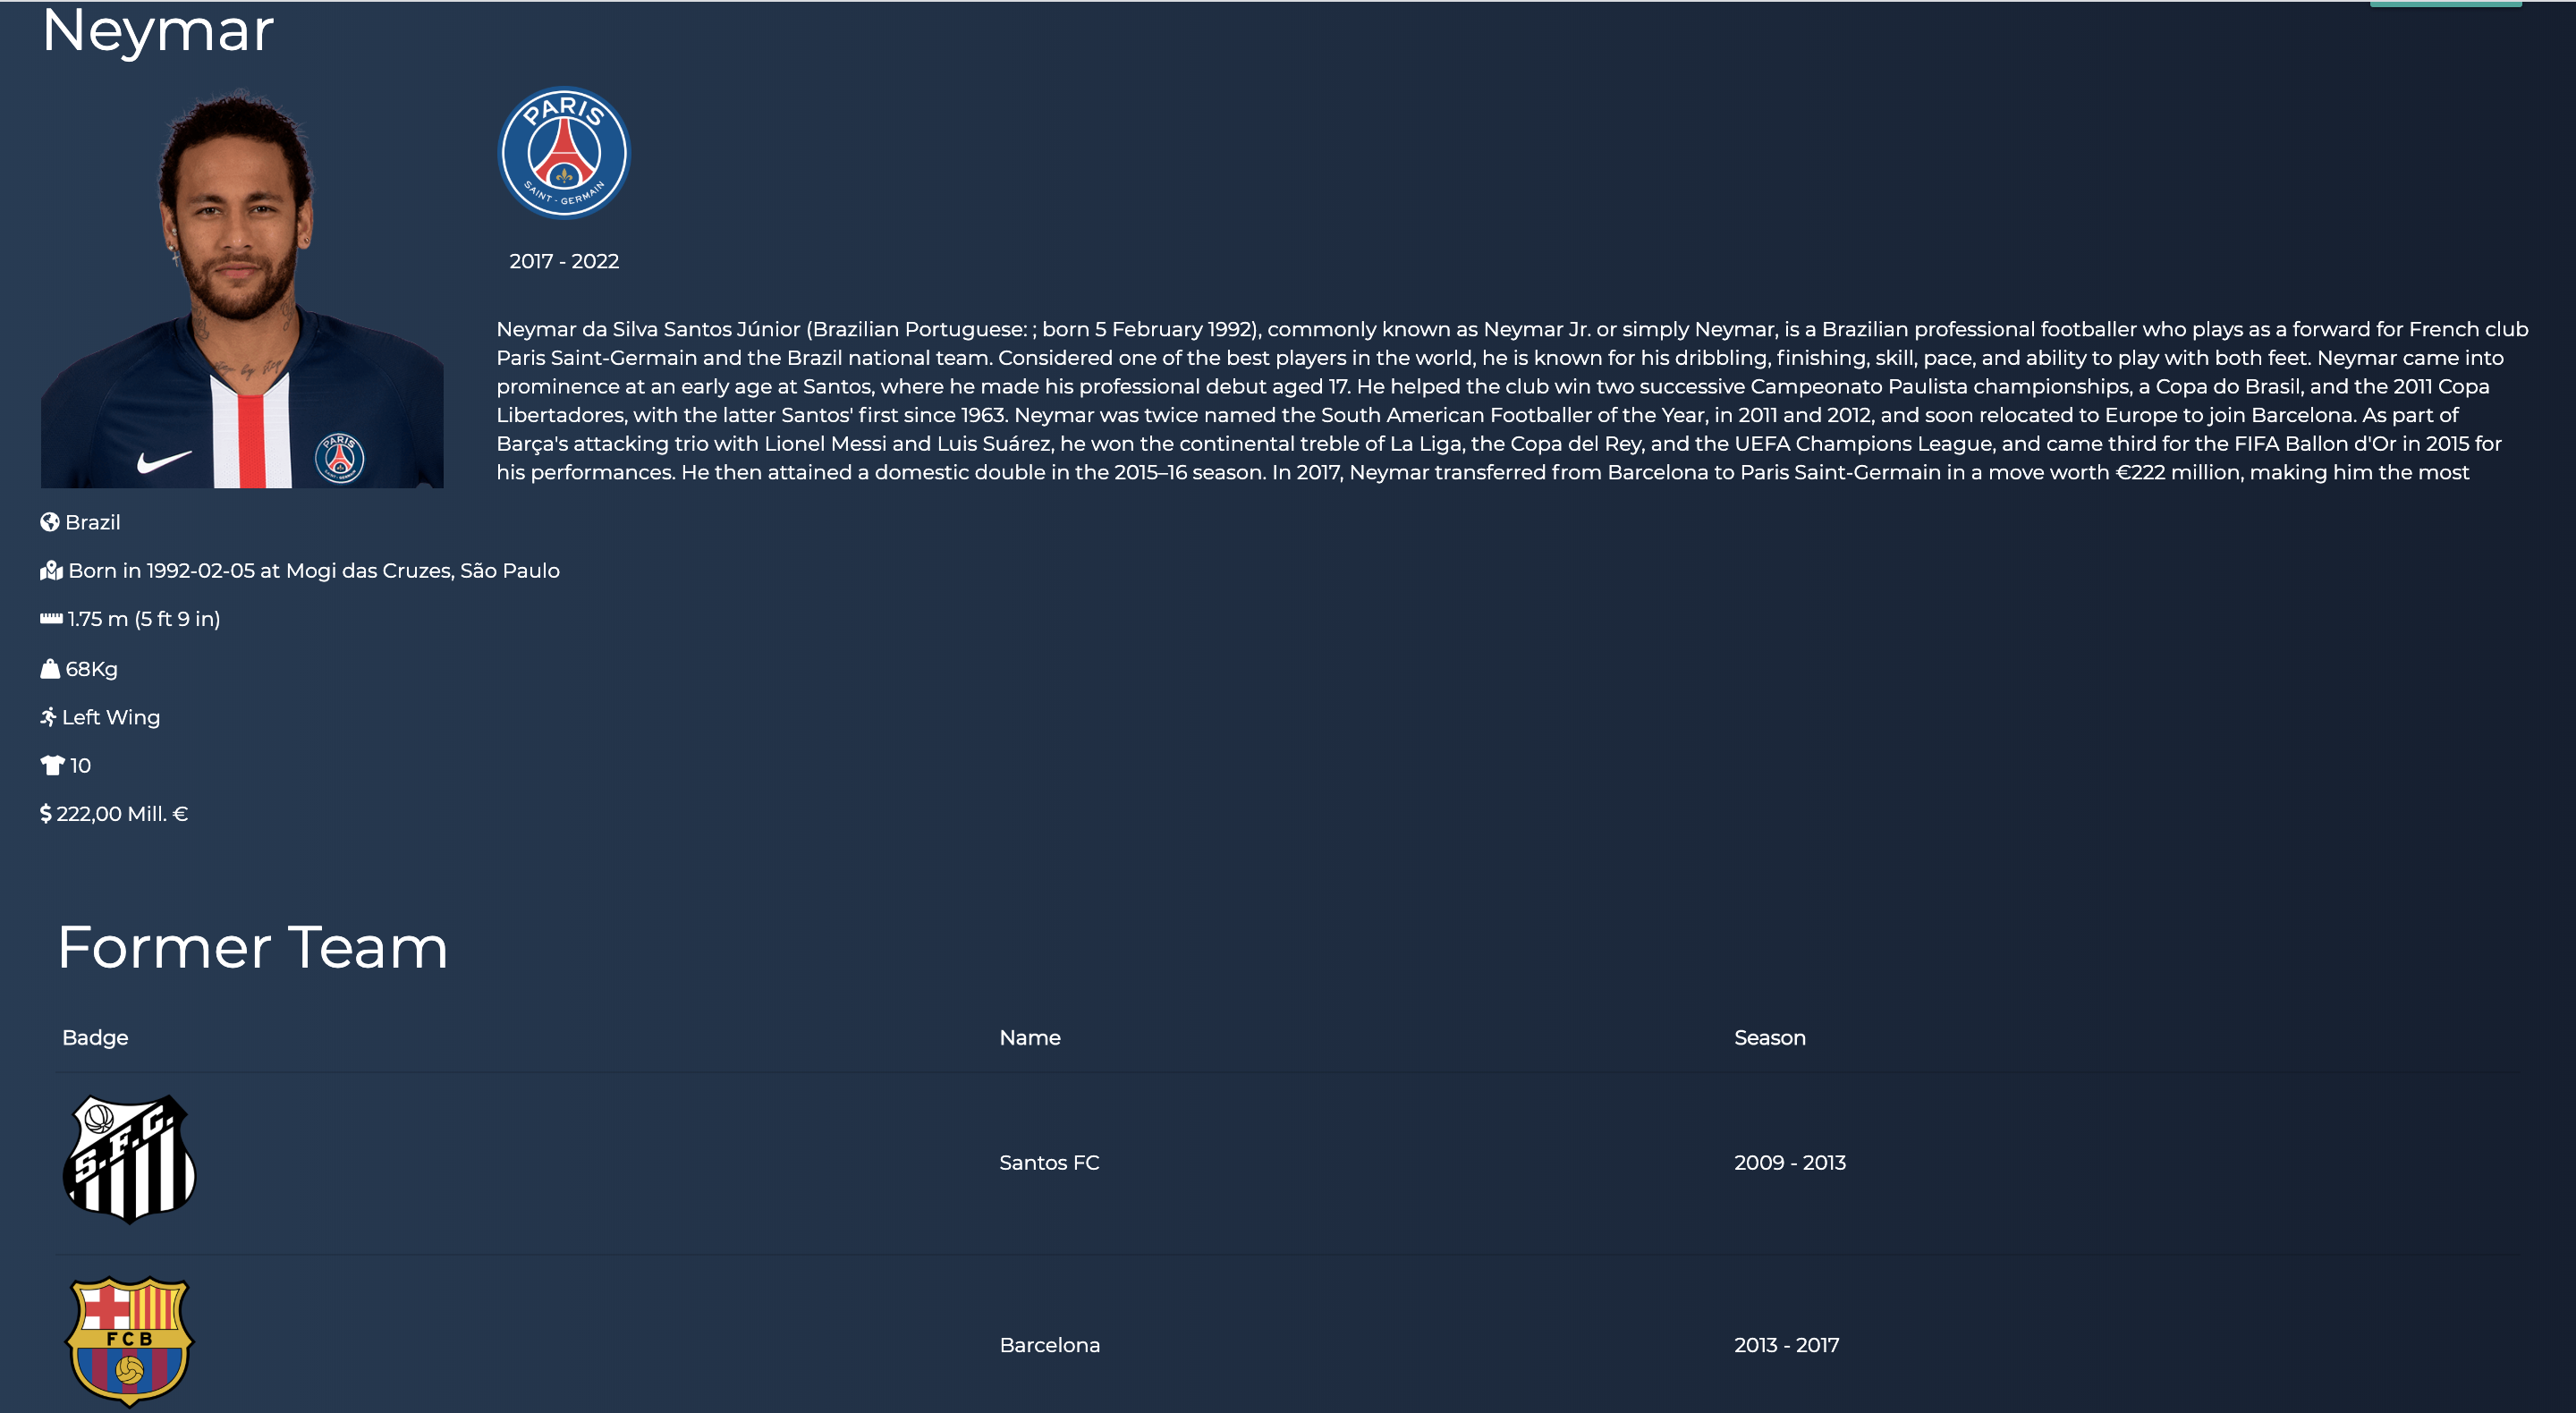 Neymar
PARIS
SAINT - GERMAIN
2017 - 2022
Neymar da Silva Santos Júnior (Brazilian Portuguese: ; born 5 February 1992), commonly known as Neymar Jr. or simply Neymar, is a Brazilian professional footballer who plays as a forward for French club
Paris Saint-Germain and the Brazil national team. Considered one of the best players in the world, he is known for his dribbling, finishing, skill, pace, and ability to play with both feet. Neymar came into
prominence at an early age at Santos, where he made his professional debut aged 17. He helped the club win two successive Campeonato Paulista championships, a Copa do Brasil, and the 2011 Copa
Libertadores, with the latter Santos' first since 1963. Neymar was twice named the South American Footballer of the Year, in 2011 and 2012, and soon relocated to Europe to join Barcelona. As part of
Barça's attacking trio with Lionel Messi and Luis Suárez, he won the continental treble of La Liga, the Copa del Rey, and the UEFA Champions League, and came third for the FIFA Ballon d'Or in 2015 for
his performances. He then attained a domestic double in the 2015–16 season. In 2017, Neymar transferred from Barcelona to Paris Saint-Germain in a move worth €222 million, making him the most
PARIS
Brazil
Born in 1992-02-05 at Mogi das Cruzes, São Paulo
1.75 m (5 ft 9 in)
68Kg
Left Wing
10
$ 222,00 Mill. €
Former Team
Badge Name Season
S.F.C.
Santos FC 2009 - 2013
FCB
Barcelona 2013 - 2017